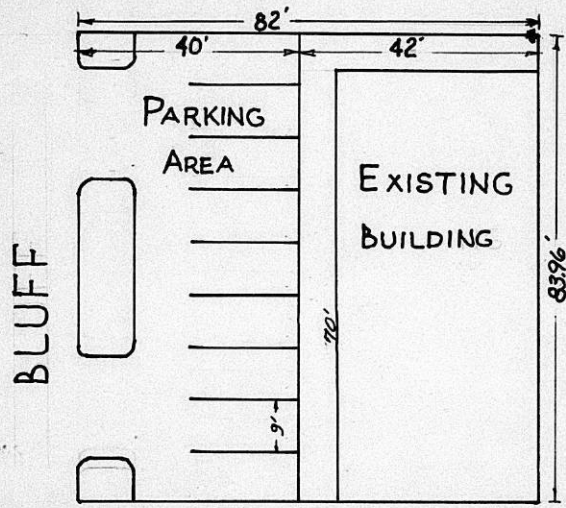 82'
40'
42'
PARKING
AREA
EXISTING
BUILDING
BLUFF
83.96'
70'
9'